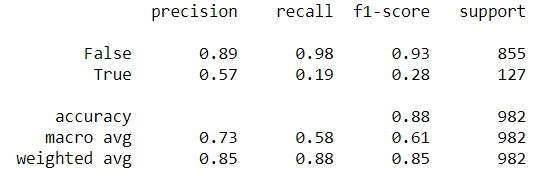 precision recall f1-score support
False 0.89 0.98 0.93 855
True 0.57 0.19 0.28 127
accuracy 0.88 982
macro avg 0.73 0.58 0.61 982
weighted avg 0.85 0.88 0.85 982